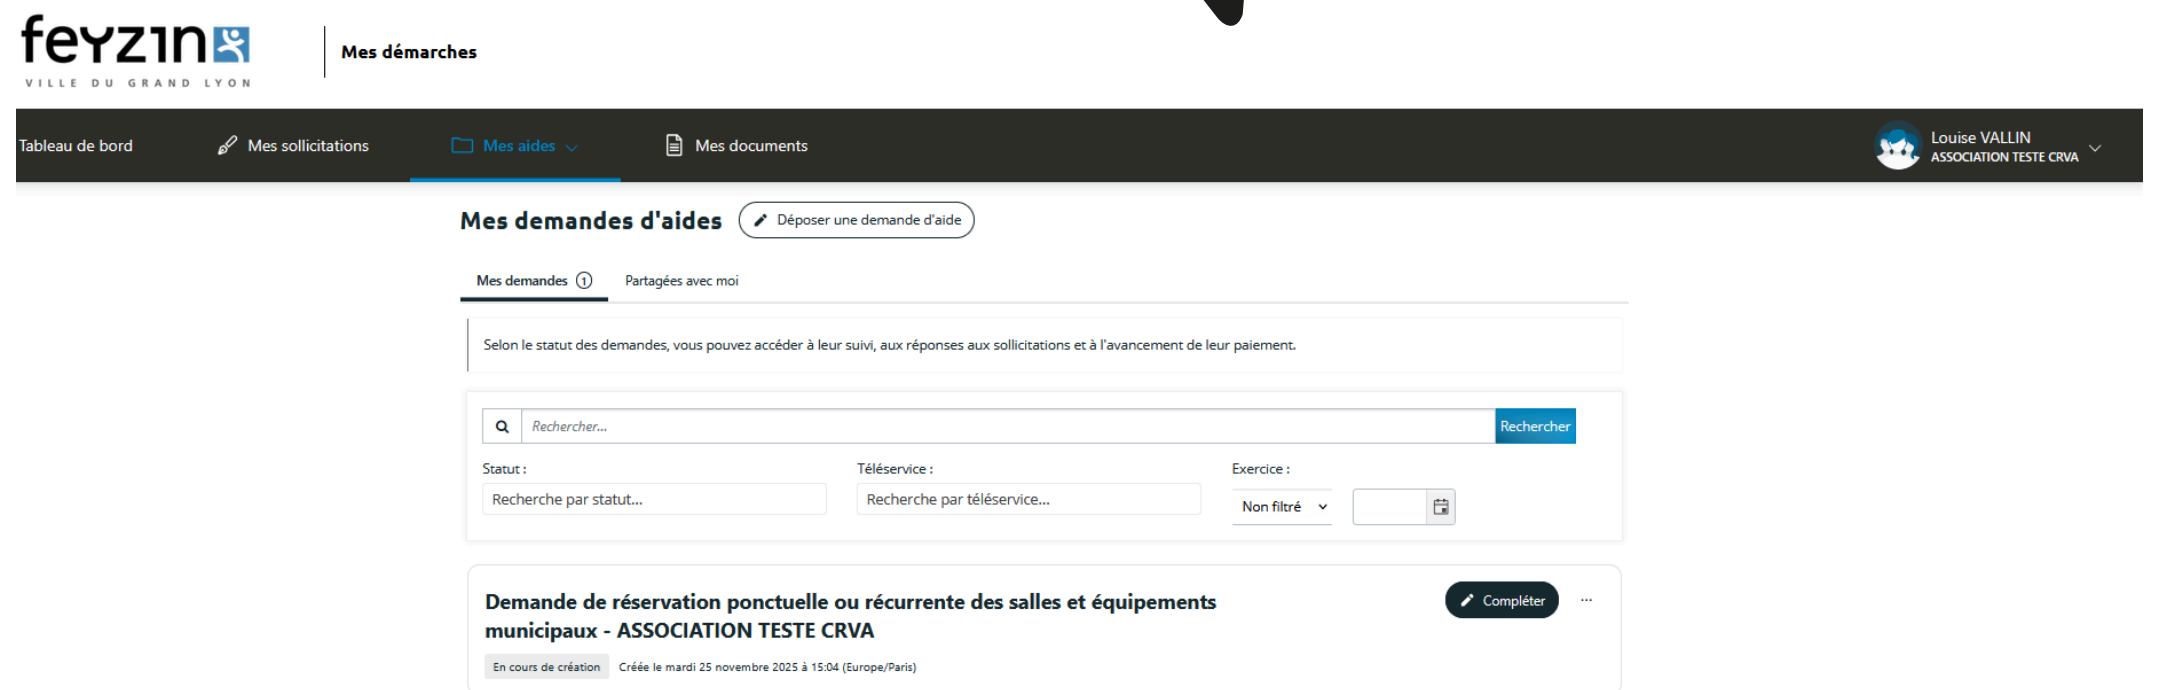 feyzin
VILLE DU GRAND LYON
Mes démarches
Tableau de bord
Mes sollicitations
Mes aides
Mes documents
Louise VALLIN
ASSOCIATION TESTE CRVA
Mes demandes d'aides
Déposer une demande d'aide
Mes demandes 1
Partagées avec moi
Selon le statut des demandes, vous pouvez accéder à leur suivi, aux réponses aux sollicitations et à l'avancement de leur paiement.
Rechercher...
Rechercher
Statut :
Téléservice :
Exercice :
Recherche par statut...
Recherche par téléservice...
Non filtré
Demande de réservation ponctuelle ou récurrente des salles et équipements
municipaux - ASSOCIATION TESTE CRVA
Compléter
...
En cours de création
Créée le mardi 25 novembre 2025 à 15:04 (Europe/Paris)